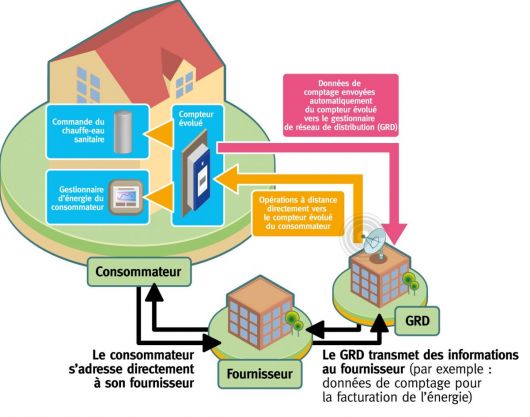 Commande du
chauffe-eau
sanitaire
Compteur
évolué
Gestionnaire
d'énergie du
consommateur
Données de
comptage envoyées
automatiquement
du compteur évolué
vers le gestionnaire
de réseau de distribution (GRD)
Opérations à distance
directement vers
le compteur évolué
du consommateur
Consommateur
GRD
Fournisseur
Le consommateur
s'adresse directement
à son fournisseur
Le GRD transmet des informations
au fournisseur (par exemple :
données de comptage pour
la facturation de l'énergie)